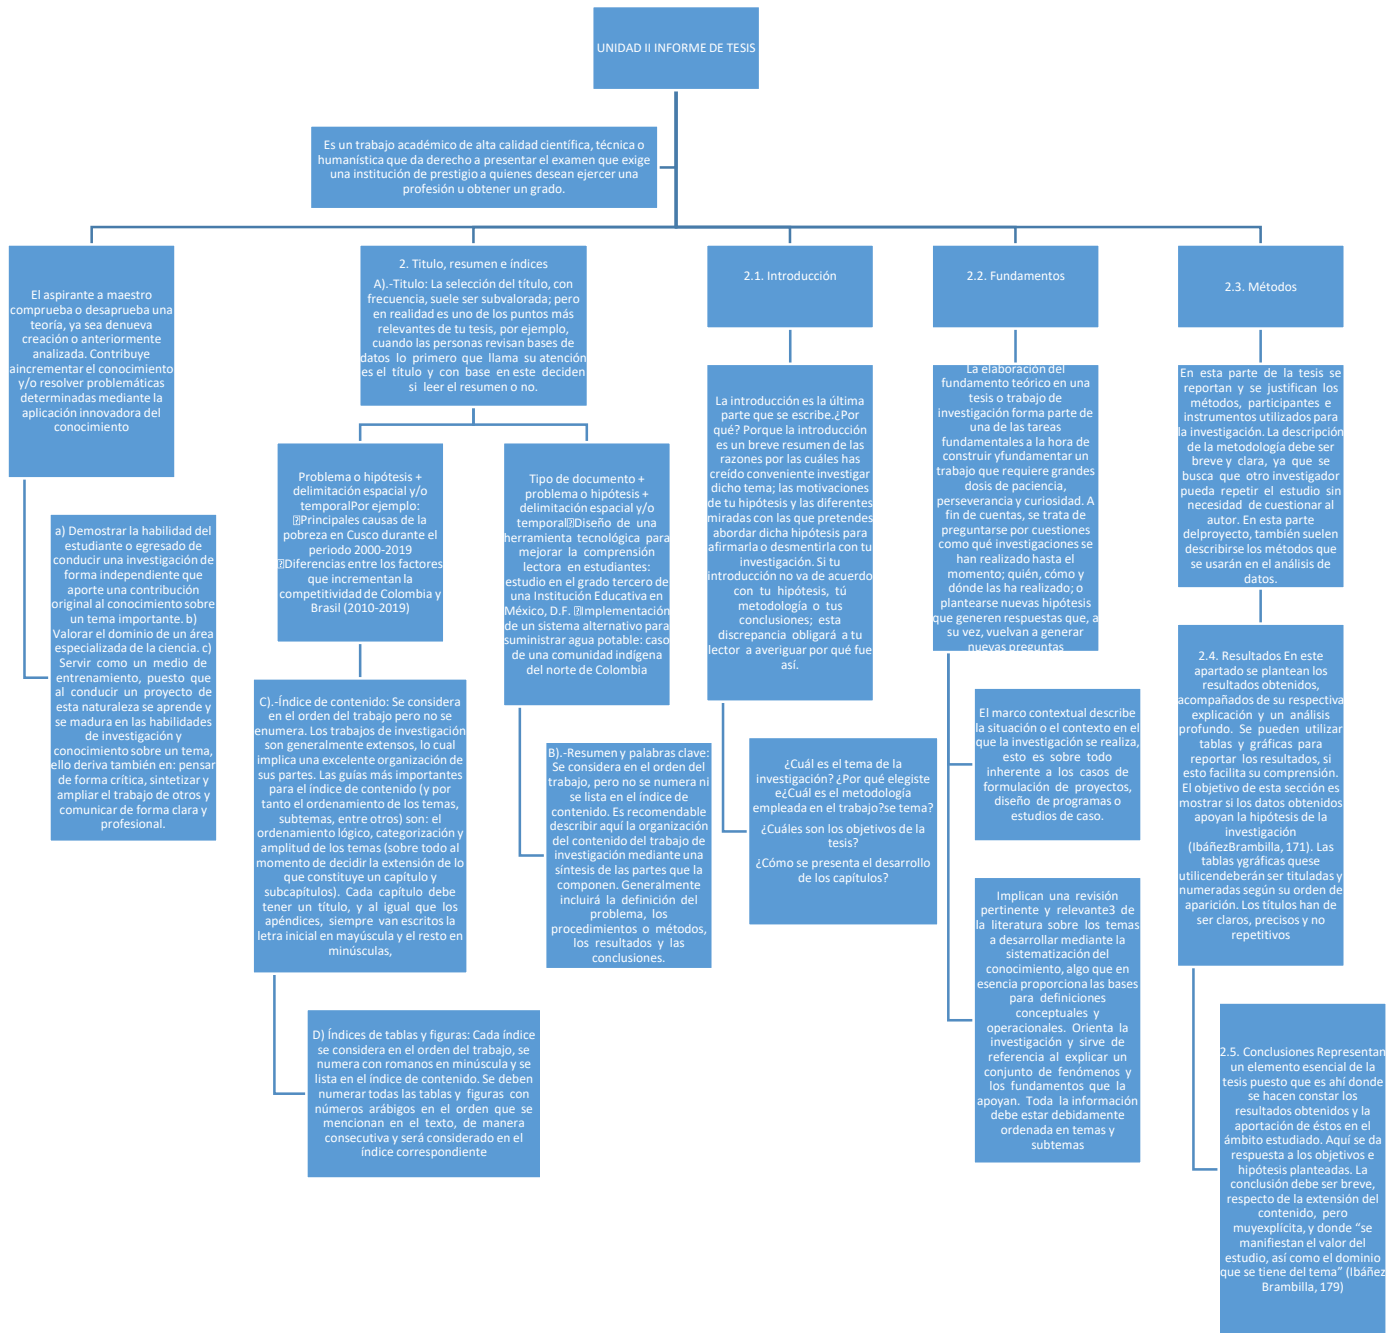 UNIDAD II INFORME DE TESIS
Es un trabajo académico de alta calidad científica, técnica o
humanística que da derecho a presentar el examen que exige
una institución de prestigio a quienes desean ejercer una
profesión u obtener un grado.
El aspirante a maestro
comprueba o desaprueba una
teoría, ya sea denueva
creación o anteriormente
analizada. Contribuye
aincrementar el conocimiento
y/o resolver problemáticas
determinadas mediante la
aplicación innovadora del
conocimiento
a) Demostrar la habilidad del
estudiante o egresado de
conducir una investigación de
forma independiente que
aporte una contribución
original al conocimiento sobre
un tema importante. b)
Valorar el dominio de un área
especializada de la ciencia. c)
Servir como un medio de
entrenamiento, puesto que
al conducir un proyecto de
esta naturaleza se aprende y
se madura en las habilidades
de investigación y
conocimiento sobre un tema,
ello deriva también en: pensar
de forma crítica, sintetizar y
ampliar el trabajo de otros y
comunicar de forma clara y
profesional.
2. Titulo, resumen e índices
A).-Titulo: La selección del título, con
frecuencia, suele ser subvalorada; pero
en realidad es uno de los puntos más
relevantes de tu tesis, por ejemplo,
cuando las personas revisan bases de
datos lo primero que llama su atención
es el título y con base en este deciden
si leer el resumen o no.
Problema o hipótesis +
delimitación espacial y/o
temporalPor ejemplo:
Principales causas de la
pobreza en Cusco durante el
periodo 2000-2019
Diferencias entre los factores
que incrementan la
competitividad de Colombia y
Brasil (2010-2019)
C).-Índice de contenido: Se considera
en el orden del trabajo pero no se
enumera. Los trabajos de investigación
son generalmente extensos, lo cual
implica una excelente organización de
sus partes. Las guías más importantes
para el índice de contenido (y por
tanto el ordenamiento de los temas,
subtemas, entre otros) son: el
ordenamiento lógico, categorización y
amplitud de los temas (sobre todo al
momento de decidir la extensión de lo
que constituye un capítulo y
subcapítulos). Cada capítulo debe
tener un título, y al igual que los
apéndices, siempre van escritos la
letra inicial en mayúscula y el resto en
minúsculas,
D) Índices de tablas y figuras: Cada índice
se considera en el orden del trabajo, se
numera con romanos en minúscula y se
lista en el índice de contenido. Se deben
numerar todas las tablas y figuras con
números arábigos en el orden que se
mencionan en el texto, de manera
consecutiva y será considerado en el
índice correspondiente
Tipo de documento +
problema o hipótesis +
delimitación espacial y/o
temporal Diseño de una
herramienta tecnológica para
mejorar la comprensión
lectora en estudiantes:
estudio en el grado tercero de
una Institución Educativa en
México, D.F. Implementación
de un sistema alternativo para
suministrar agua potable: caso
de una comunidad indígena
del norte de Colombia
B).-Resumen y palabras clave:
Se considera en el orden del
trabajo, pero no se numera ni
se lista en el índice de
contenido. Es recomendable
describir aquí la organización
del contenido del trabajo de
investigación mediante una
síntesis de las partes que la
componen. Generalmente
incluirá la definición del
problema, los
procedimientos o métodos,
los resultados y las
conclusiones.
2.1. Introducción
La introducción es la última
parte que se escribe.¿Por
qué? Porque la introducción
es un breve resumen de las
razones por las cuáles has
creído conveniente investigar
dicho tema; las motivaciones
de tu hipótesis y las diferentes
miradas con las que pretendes
abordar dicha hipótesis para
afirmarla o desmentirla con tu
investigación. Si tu
introducción no va de acuerdo
con tu hipótesis, tú
metodología o tus
conclusiones; esta
discrepancia obligará a tu
lector a averiguar por qué fue
así.
¿Cuál es el tema de la
investigación? ¿Por qué elegiste
e¿Cuál es el metodología
empleada en el trabajo?se tema?
¿Cuáles son los objetivos de la
tesis?
¿Cómo se presenta el desarrollo
de los capítulos?
2.2. Fundamentos
La elaboración del
fundamento teórico en una
tesis o trabajo de
investigación forma parte de
una de las tareas
fundamentales a la hora de
construir yfundamentar un
trabajo que requiere grandes
dosis de paciencia,
perseverancia y curiosidad. A
fin de cuentas, se trata de
preguntarse por cuestiones
como qué investigaciones se
han realizado hasta el
momento; quién, cómo y
dónde las ha realizado; o
plantearse nuevas hipótesis
que generen respuestas que, a
su vez, vuelvan a generar
nuevas preguntas
El marco contextual describe
la situación o el contexto en el
que la investigación se realiza,
esto es sobre todo
inherente a los casos de
formulación de proyectos,
diseño de programas o
estudios de caso.
Implican una revisión
pertinente y relevante3 de
la literatura sobre los temas
a desarrollar mediante la
sistematización del
conocimiento, algo que en
esencia proporciona las bases
para definiciones
conceptuales y
operacionales. Orienta la
investigación y sirve de
referencia al explicar un
conjunto de fenómenos y
los fundamentos que la
apoyan. Toda la información
debe estar debidamente
ordenada en temas y
subtemas
2.3. Métodos
En esta parte de la tesis se
reportan y se justifican los
métodos, participantes e
instrumentos utilizados para
la investigación. La descripción
de la metodología debe ser
breve y clara, ya que se
busca que otro investigador
pueda repetir el estudio sin
necesidad de cuestionar al
autor. En esta parte
delproyecto, también suelen
describirse los métodos que
se usarán en el análisis de
datos.
2.4. Resultados En este
apartado se plantean los
resultados obtenidos,
acompañados de su respectiva
explicación y un análisis
profundo. Se pueden utilizar
tablas y gráficas para
reportar los resultados, si
esto facilita su comprensión.
El objetivo de esta sección es
mostrar si los datos obtenidos
apoyan la hipótesis de la
investigación
(IbáñezBrambilla, 171). Las
tablas ygráficas quese
utilicendeberán ser tituladas y
numeradas según su orden de
aparición. Los títulos han de
ser claros, precisos y no
repetitivos
2.5. Conclusiones Representan
un elemento esencial de la
tesis puesto que es ahí donde
se hacen constar los
resultados obtenidos y la
aportación de éstos en el
ámbito estudiado. Aquí se da
respuesta a los objetivos e
hipótesis planteadas. La
conclusión debe ser breve,
respecto de la extensión del
contenido, pero
muyexplícita, y donde “se
manifiestan el valor del
estudio, así como el dominio
que se tiene del tema” (Ibáñez
Brambilla, 179)